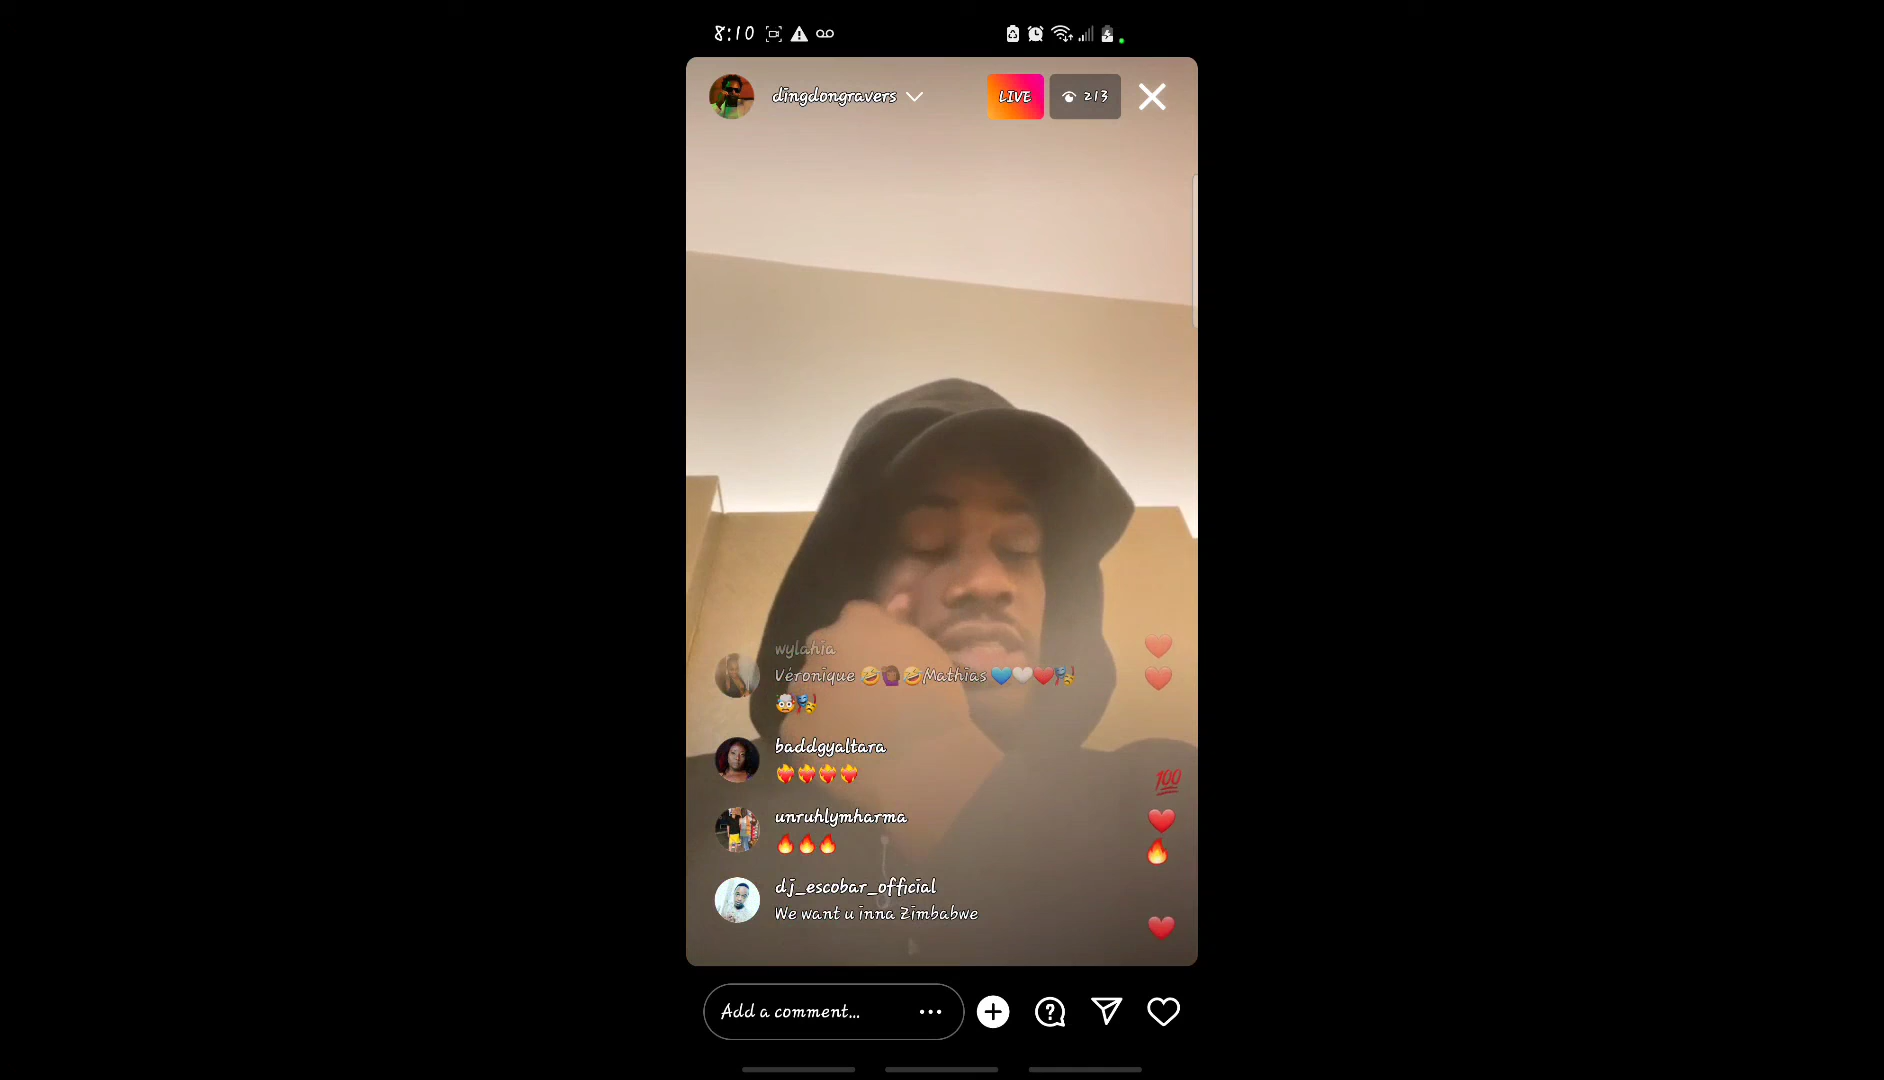 8:10
dingdongravers
LIVE
213
wylahia
Véronique 🤣🙆🏾‍♀️🤣Mathias 💙🤍❤️🎭
🤯🎭
baddgyaltara
❤️‍🔥❤️‍🔥❤️‍🔥❤️‍🔥
unruhlymharma
🔥🔥🔥
dj_escobar_official
We want u inna Zimbabwe
💯
Add a comment...